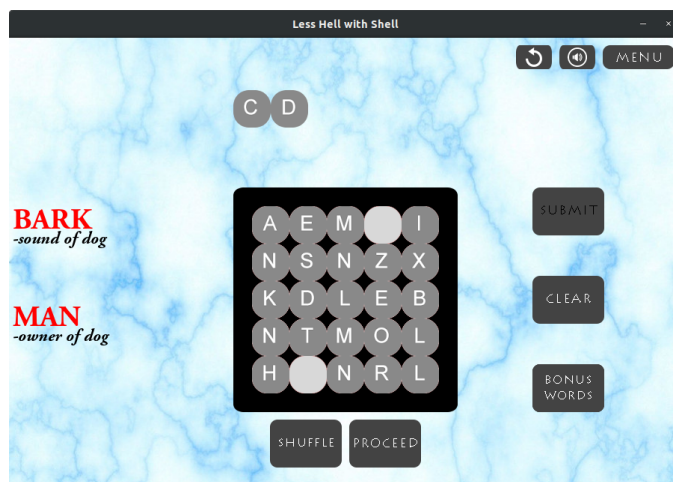 Less Hell with Shell
MENU
C D
BARK
-sound of dog
MAN
-owner of dog
A E M I
N S N Z X
K D L E B
N T M O L
H N R L
SUBMIT
CLEAR
BONUS
WORDS
SHUFFLE
PROCEED